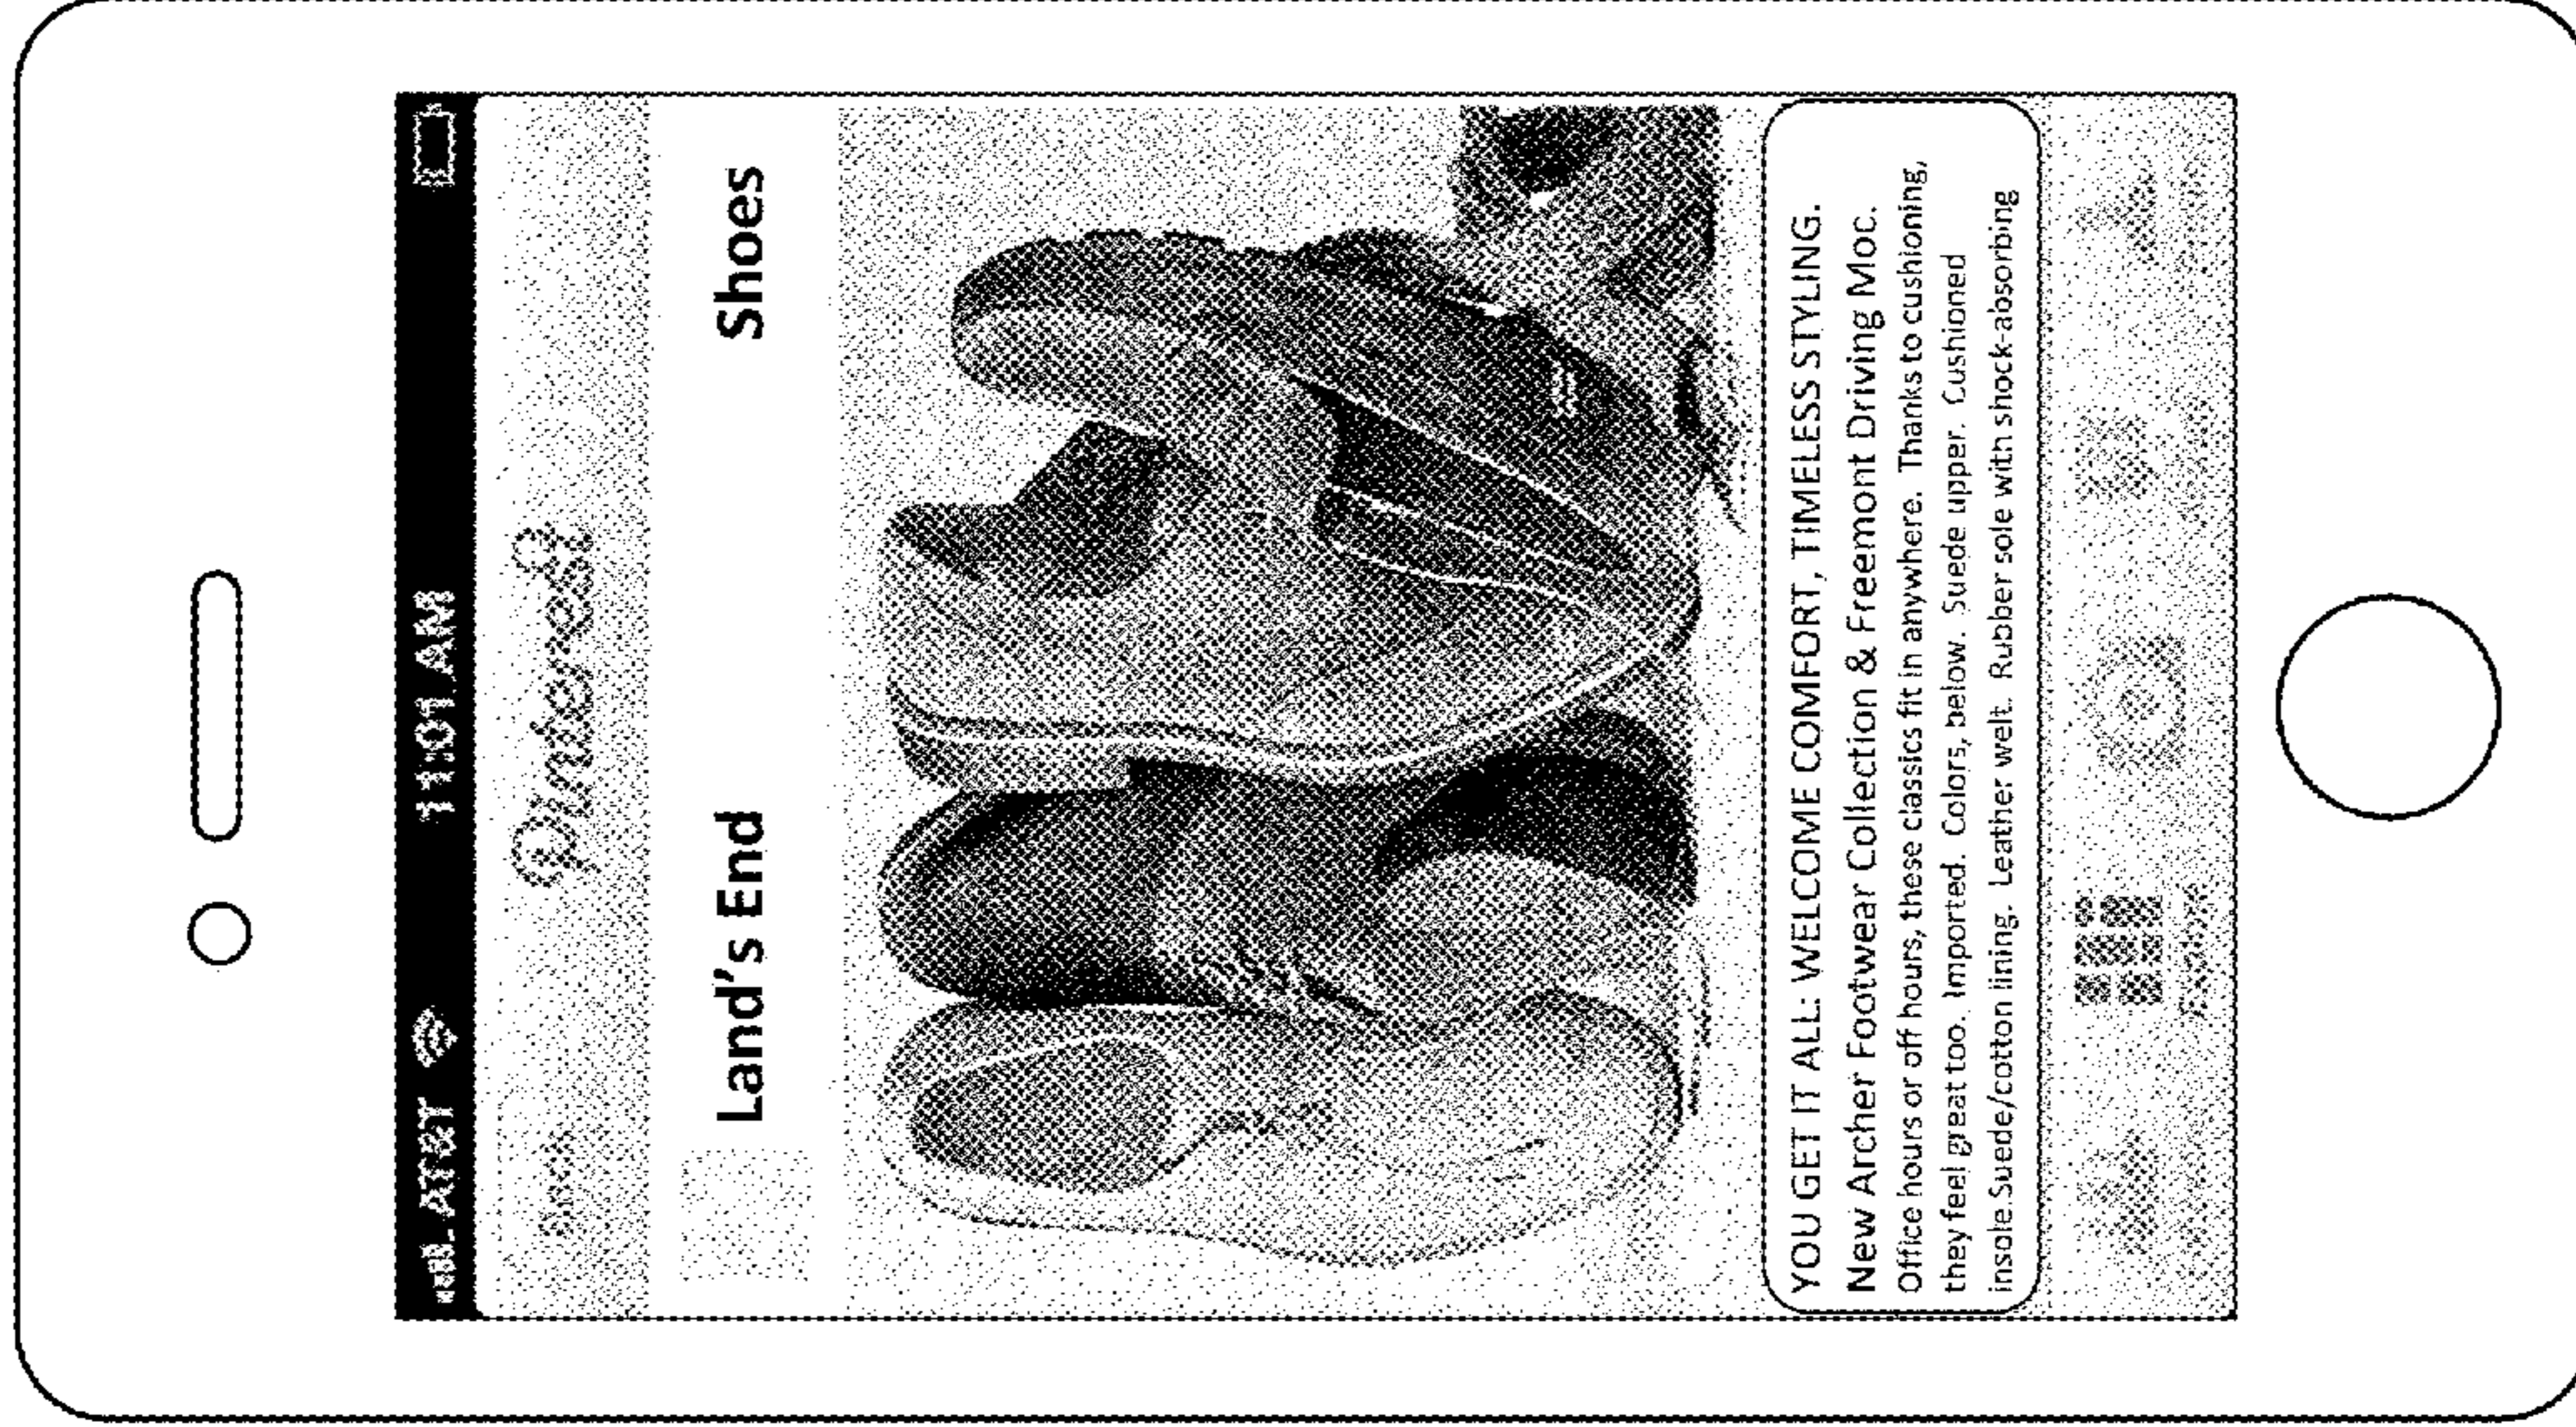 AT&T 11:01 AM
Pinterest
Land's End Shoes
YOU GET IT ALL: WELCOME COMFORT, TIMELESS STYLING.
New Archer Footwear Collection & Freemont Driving Moc.
Office hours or off hours, these classics fit in anywhere. Thanks to cushioning,
they feel great too. Imported. Colors, below. Suede upper. Cushioned
insole Suede/cotton lining. Leather welt. Rubber sole with shock-absorbing